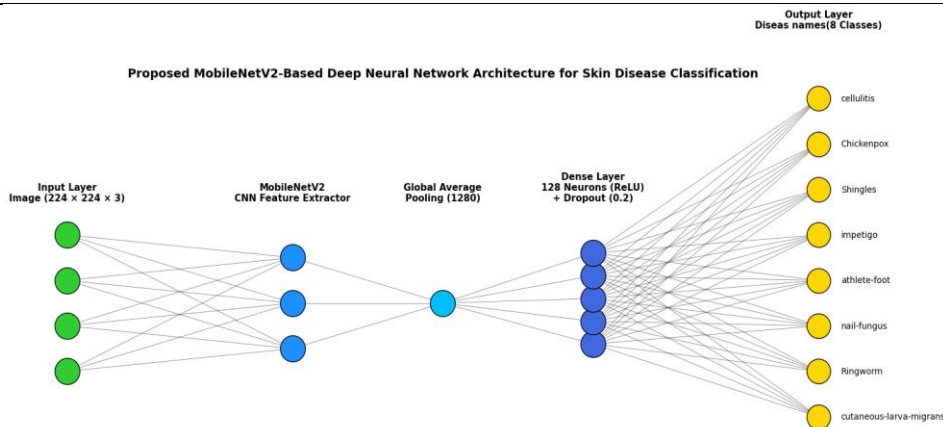 Output Layer
Diseas names(8 Classes)
Proposed MobileNetV2-Based Deep Neural Network Architecture for Skin Disease Classification
Input Layer
Image (224 × 224 × 3)
MobileNetV2
CNN Feature Extractor
Global Average
Pooling (1280)
Dense Layer
128 Neurons (ReLU)
+ Dropout (0.2)
cellulitis
Chickenpox
Shingles
impetigo
athlete-foot
nail-fungus
Ringworm
cutaneous-larva-migrans